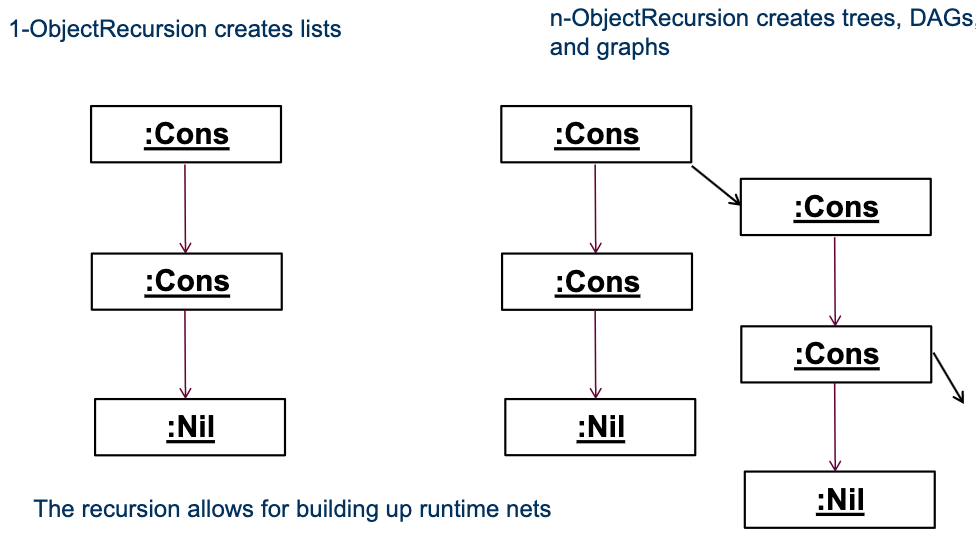 1-ObjectRecursion creates lists
n-ObjectRecursion creates trees, DAGs,
and graphs
:Cons
:Cons
:Nil
:Cons
:Cons
:Cons
:Cons
:Nil
:Nil
The recursion allows for building up runtime nets